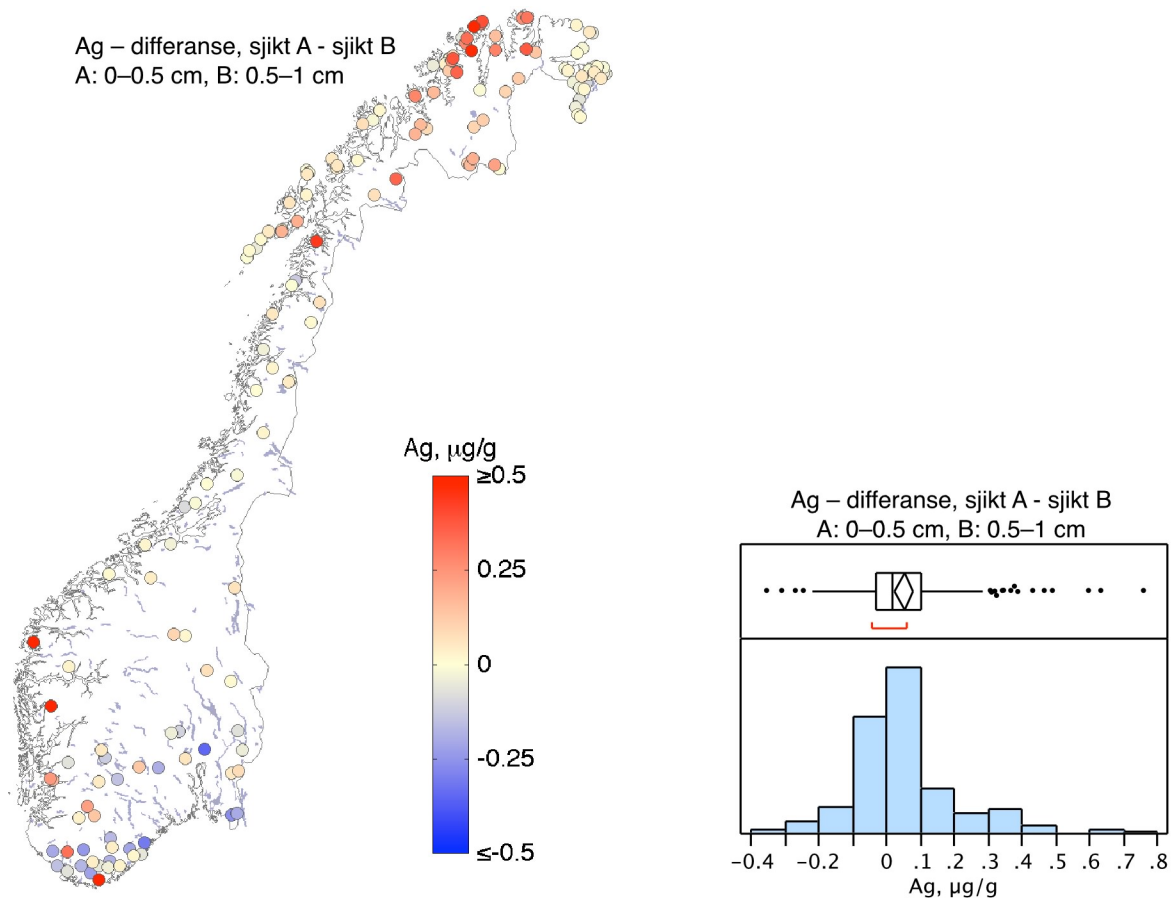 Ag – differanse, sjikt A - sjikt B
A: 0–0.5 cm, B: 0.5–1 cm
Ag, µg/g
≥0.5
0.25
0
-0.25
≤-0.5
Ag – differanse, sjikt A - sjikt B
A: 0–0.5 cm, B: 0.5–1 cm
−0.4 -0.2 0 .1 .2 .3 .4 .5 .6 .7 .8
Ag, µg/g